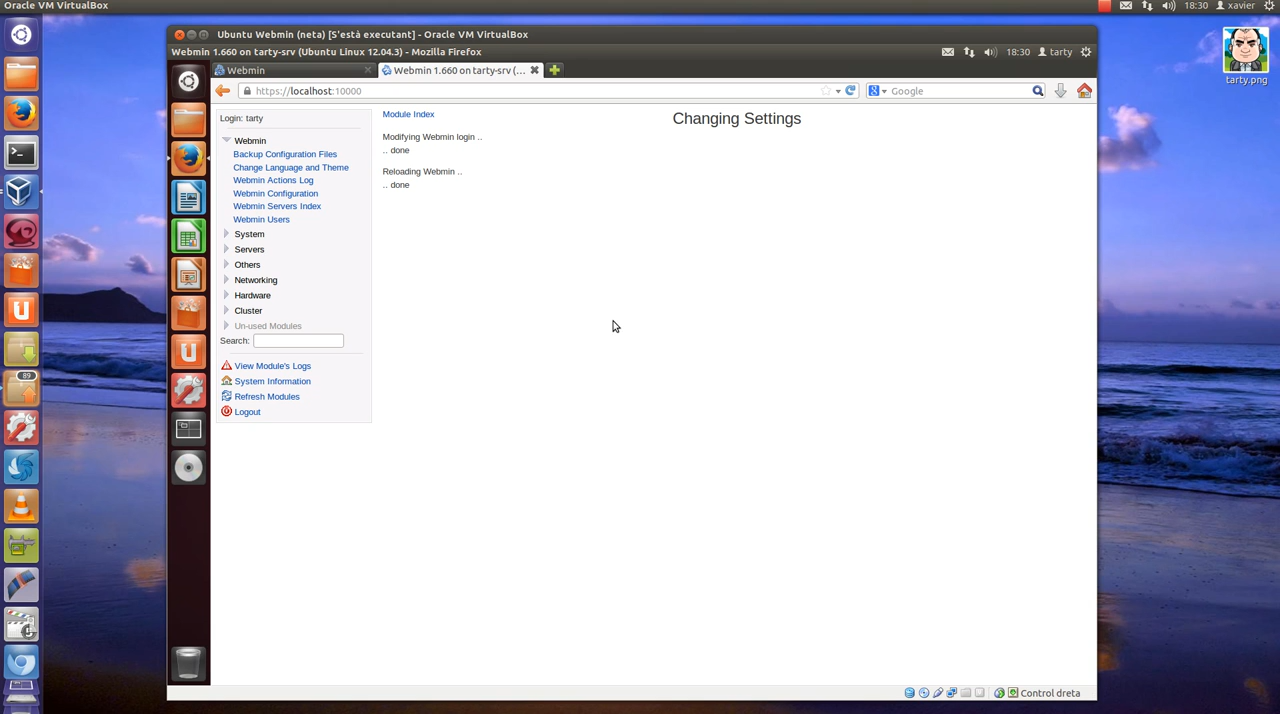 Oracle VM VirtualBox
18:30 xavier
Ubuntu Webmin (neta) [S'està executant] - Oracle VM VirtualBox
Webmin 1.660 on tarty-srv (Ubuntu Linux 12.04.3) - Mozilla Firefox
18:30 tarty
Webmin
Webmin 1.660 on tarty-srv (...
https://localhost:10000
Google
tarty.png
Login: tarty
Webmin
Backup Configuration Files
Change Language and Theme
Webmin Actions Log
Webmin Configuration
Webmin Servers Index
Webmin Users
System
Servers
Others
Networking
Hardware
Cluster
Un-used Modules
Search:
View Module's Logs
System Information
Refresh Modules
Logout
Module Index
Changing Settings
Modifying Webmin login ..
.. done
Reloading Webmin ..
.. done
89
Control dreta